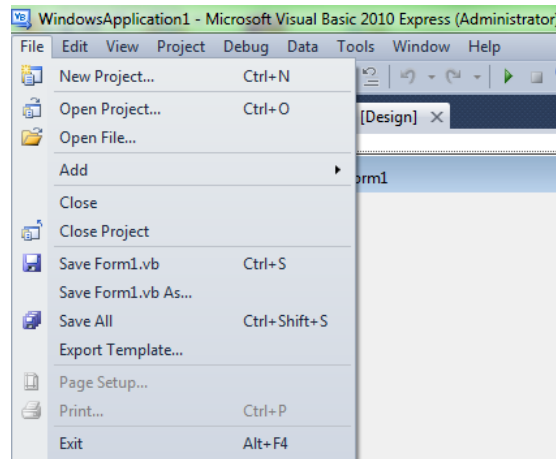 WindowsApplication1 - Microsoft Visual Basic 2010 Express (Administrator)
File Edit View Project Debug Data Tools Window Help
New Project... Ctrl+N
Open Project... Ctrl+O
[Design]
Open File...
Add
Form1
Close
Close Project
Save Form1.vb Ctrl+S
Save Form1.vb As...
Save All Ctrl+Shift+S
Export Template...
Page Setup...
Print... Ctrl+P
Exit Alt+F4